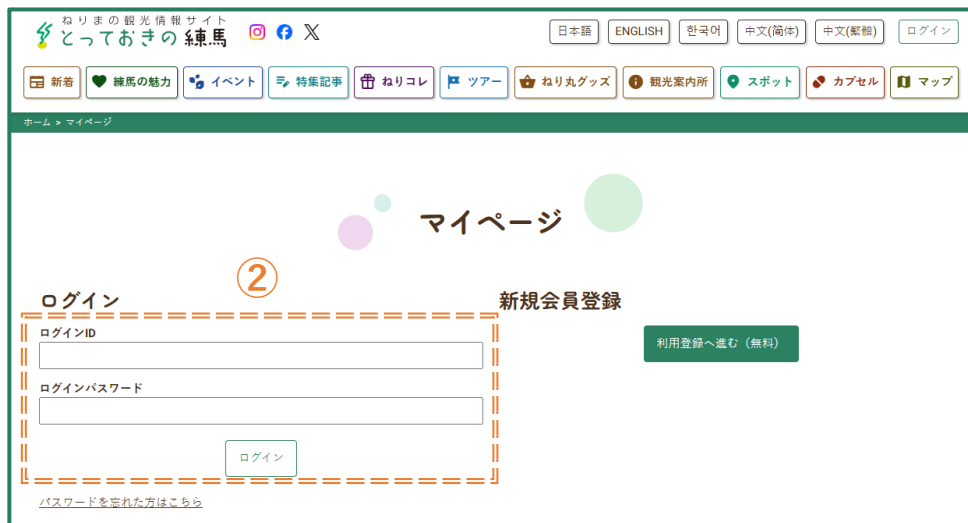 ねりまの観光情報サイト
とっておきの練馬
日本語 ENGLISH 한국어 中文(简体) 中文(繁體) ログイン
新着 練馬の魅力 イベント 特集記事 ねりコレ ツアー ねり丸グッズ 観光案内所 スポット カプセル マップ
ホーム > マイページ
マイページ
②
ログイン
ログインID
ログインパスワード
ログイン
パスワードを忘れた方はこちら
新規会員登録
利用登録へ進む（無料）